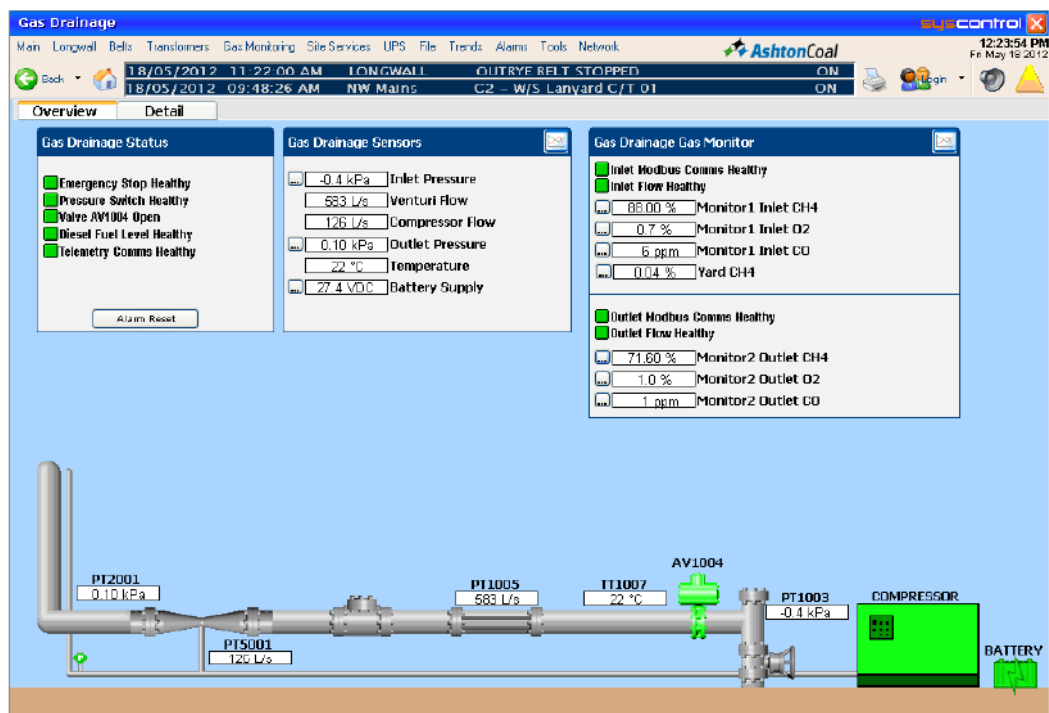 Gas Drainage
syscontrol
Main Longwall Belts Transformers Gas Monitoring Site Services UPS File Trends Alarms Tools Network
AshtonCoal
12:23:54 PM
Fri May 18 2012
Back
18/05/2012 11:22:00 AM LONGWALL OUTBYE BELT STOPPED ON
18/05/2012 09:48:26 AM NW Mains C2 - W/S Lanyard C/T 01 ON
Login
Overview Detail
Gas Drainage Status
Emergency Stop Healthy
Pressure Switch Healthy
Valve AV1004 Open
Diesel Fuel Level Healthy
Telemetry Comms Healthy
Alarm Reset
Gas Drainage Sensors
... -0.4 kPa Inlet Pressure
583 L/s Venturi Flow
126 L/s Compressor Flow
... 0.10 kPa Outlet Pressure
22 °C Temperature
... 27.4 VDC Battery Supply
Gas Drainage Gas Monitor
Inlet Modbus Comms Healthy
Inlet Flow Healthy
... 88.00 % Monitor1 Inlet CH4
... 0.7 % Monitor1 Inlet O2
... 6 ppm Monitor1 Inlet CO
... 0.04 % Yard CH4
Outlet Modbus Comms Healthy
Outlet Flow Healthy
... 71.60 % Monitor2 Outlet CH4
... 1.0 % Monitor2 Outlet O2
... 1 ppm Monitor2 Outlet CO
AV1004
PT2001
0.10 kPa
PT1005
583 L/s
TT1007
22 °C
PT1003
-0.4 kPa
COMPRESSOR
PT5001
126 L/s
P
BATTERY